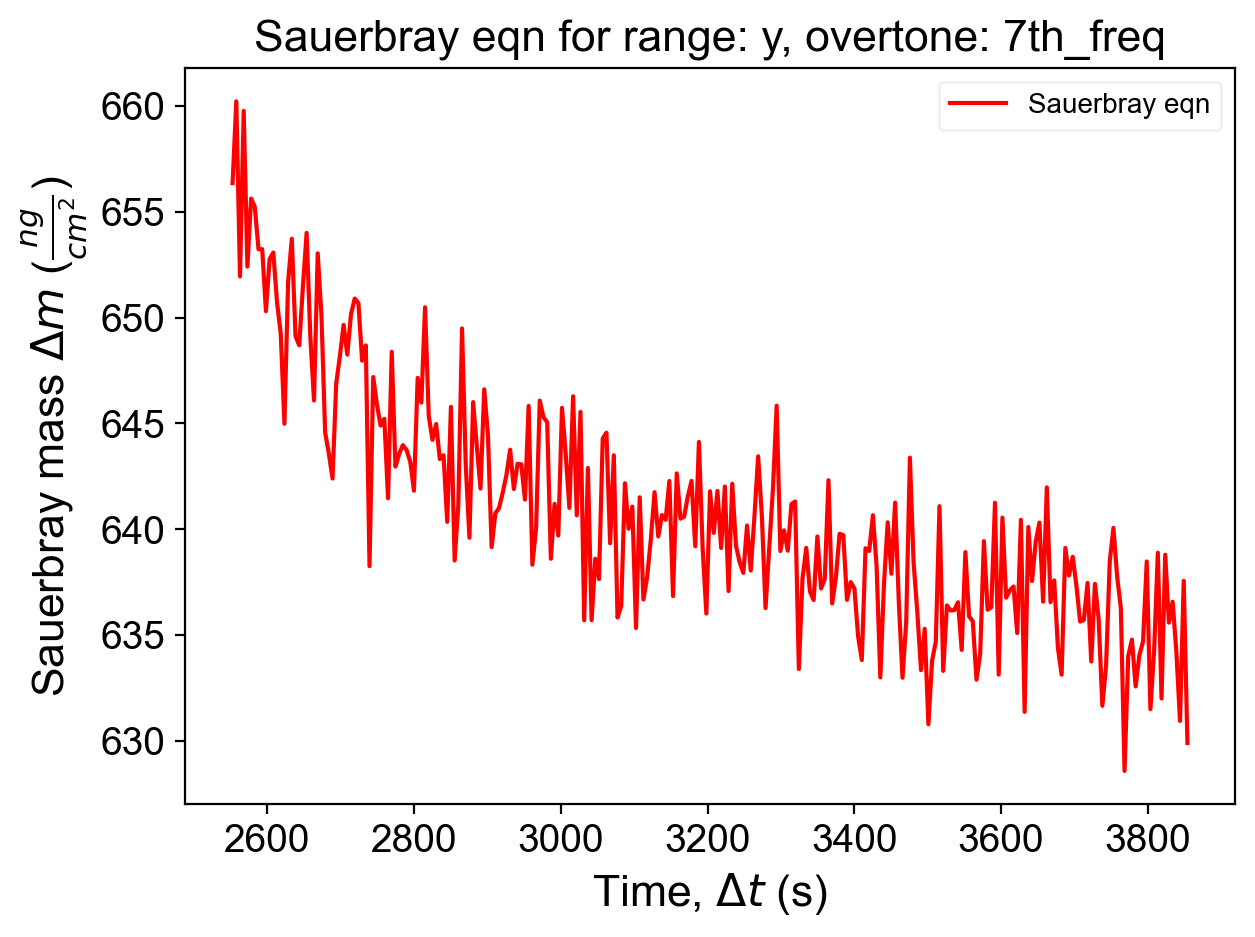 Sauerbray eqn for range: y, overtone: 7th_freq
Sauerbray eqn
Sauerbray mass Δm (ng/cm²)
660
655
650
645
640
635
630
2600 2800 3000 3200 3400 3600 3800
Time, Δt (s)